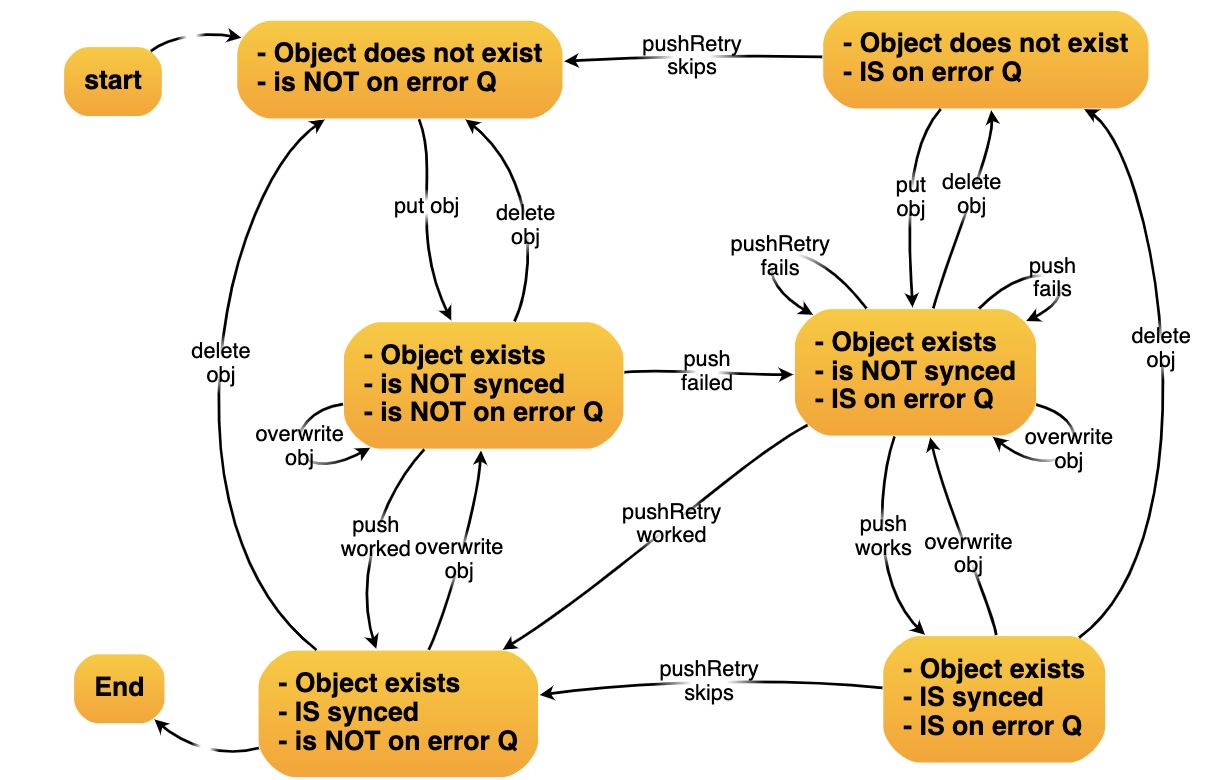 start
- Object does not exist
- is NOT on error Q
pushRetry
skips
- Object does not exist
- IS on error Q
put obj
delete
obj
put
obj
delete
obj
pushRetry
fails
push
fails
delete
obj
- Object exists
- is NOT synced
- is NOT on error Q
push
failed
- Object exists
- is NOT synced
- IS on error Q
delete
obj
overwrite
obj
overwrite
obj
push
worked
overwrite
obj
pushRetry
worked
push
works
overwrite
obj
End
- Object exists
- IS synced
- is NOT on error Q
pushRetry
skips
- Object exists
- IS synced
- IS on error Q